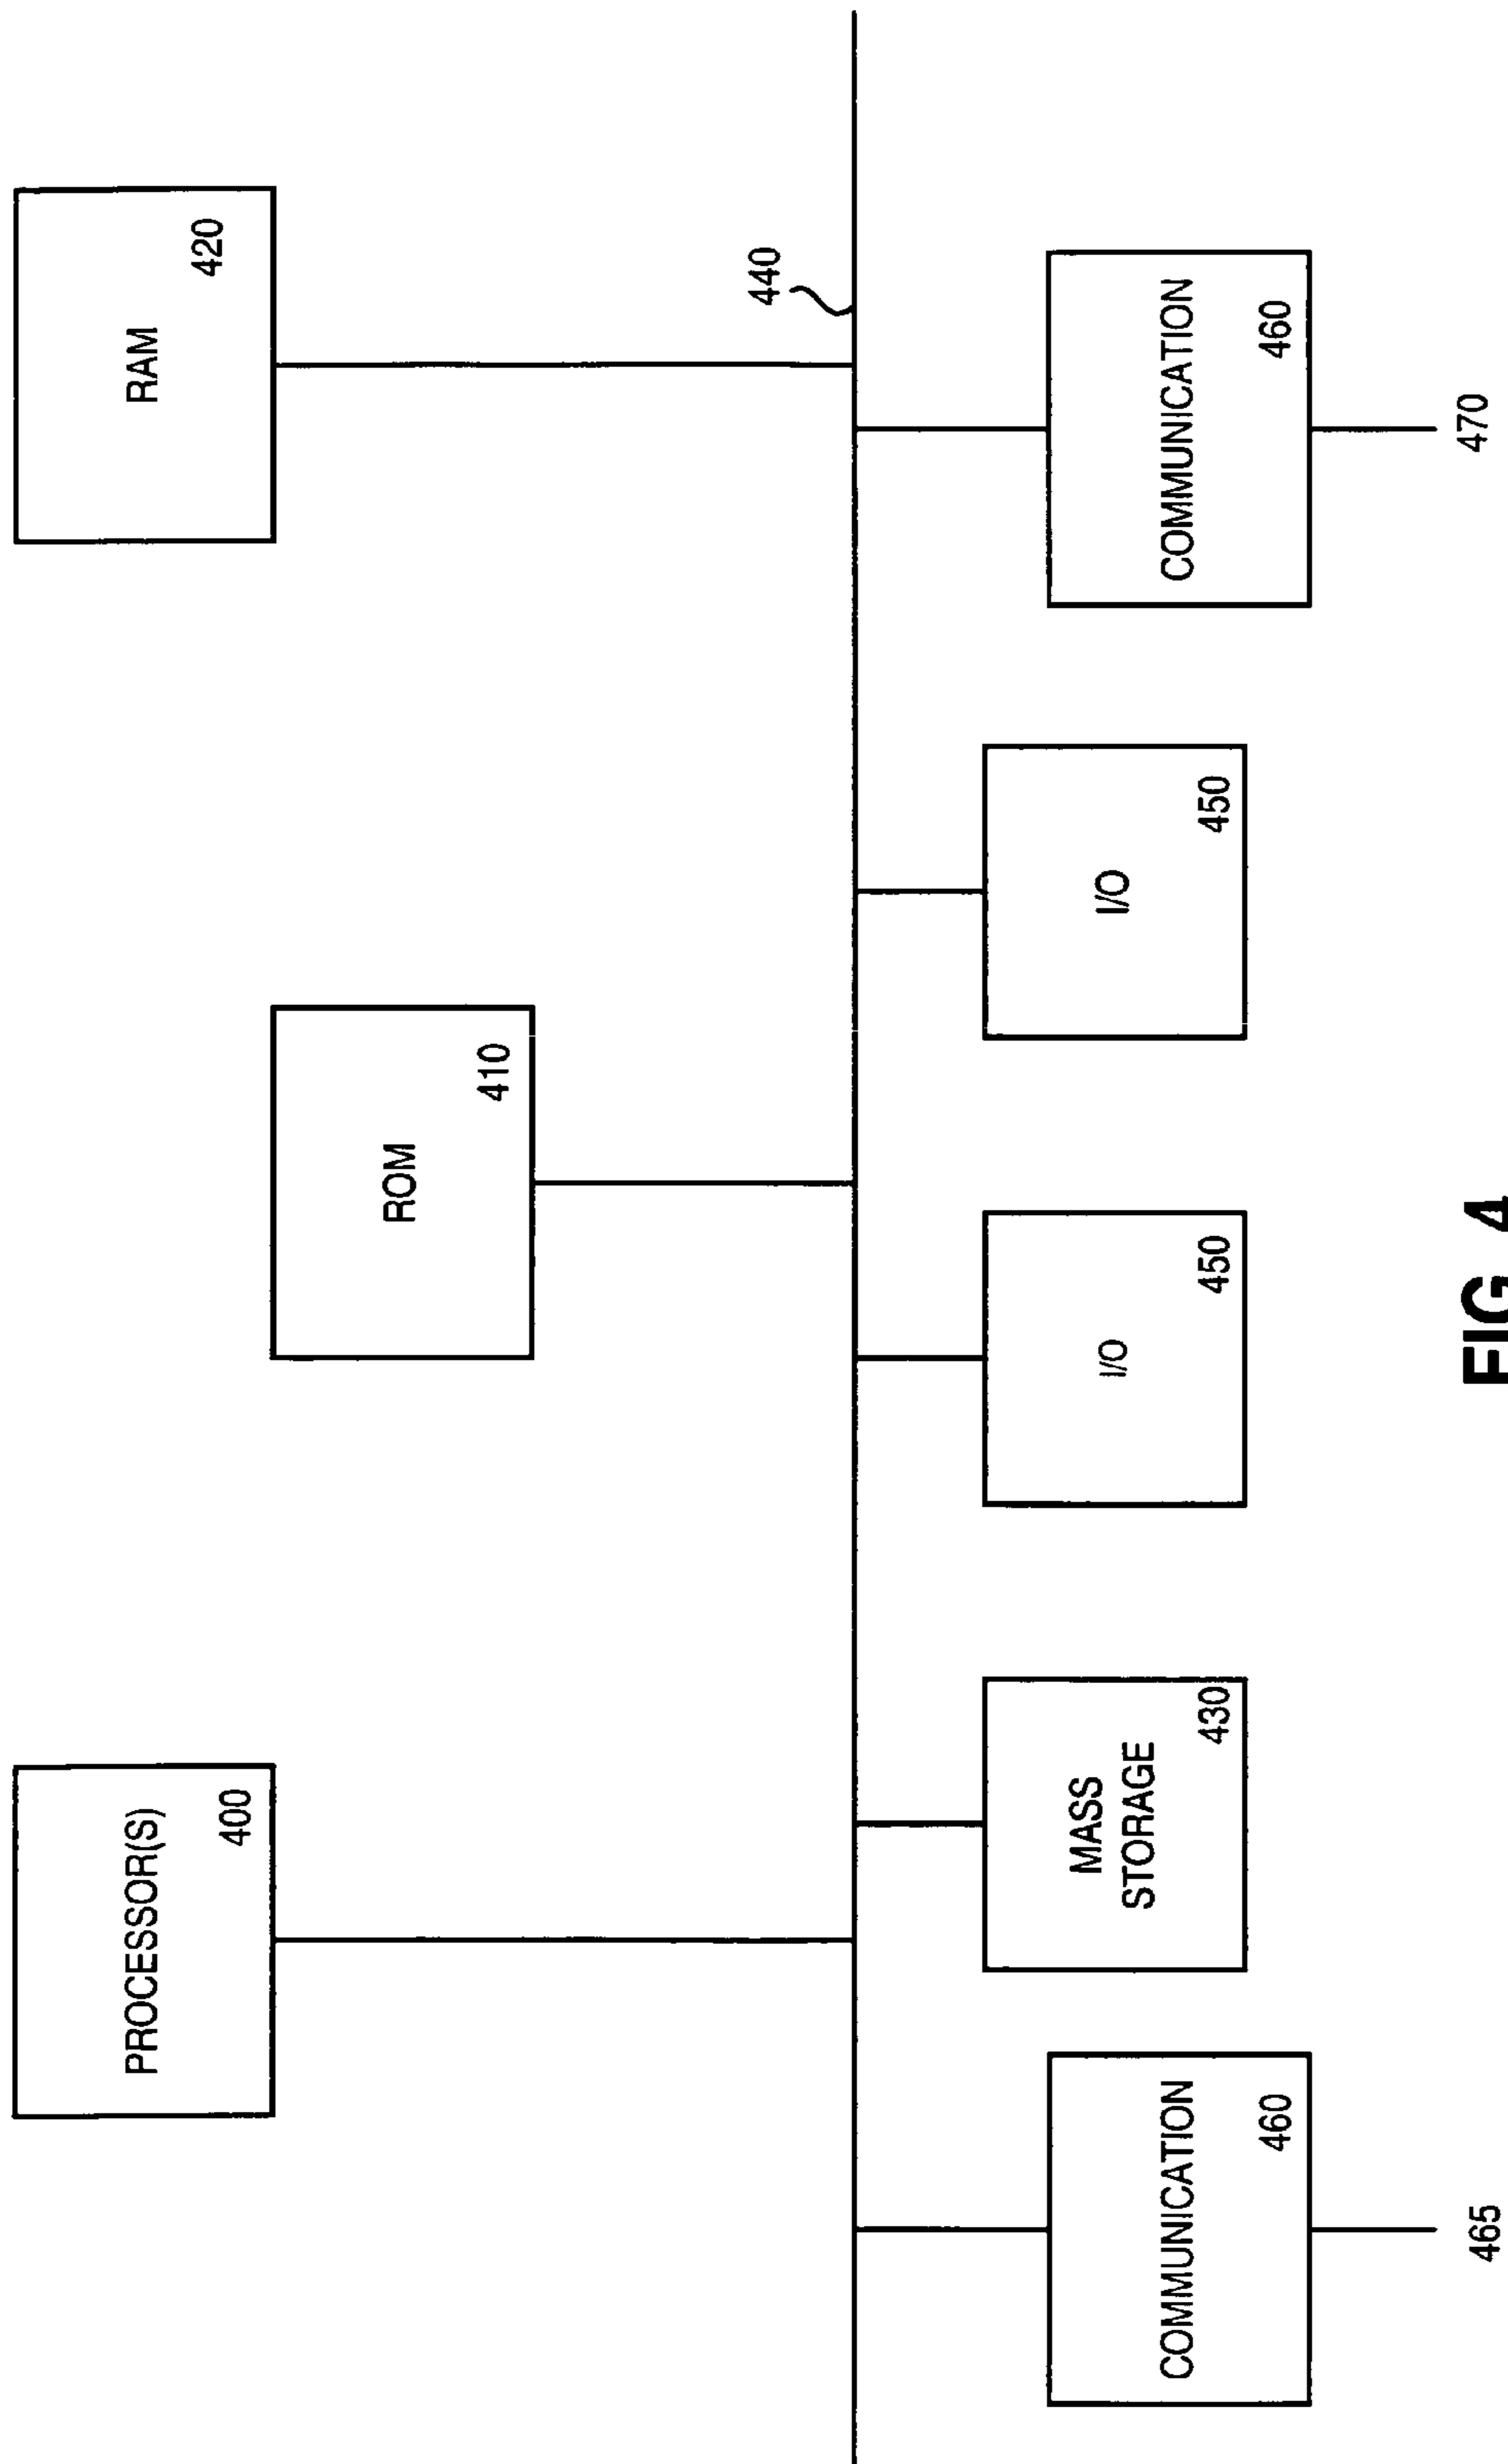 PROCESSOR(S)
400
ROM
410
RAM
420
440
COMMUNICATION
460
465
MASS
STORAGE
430
I/O
450
I/O
450
COMMUNICATION
460
470
FIG. 4